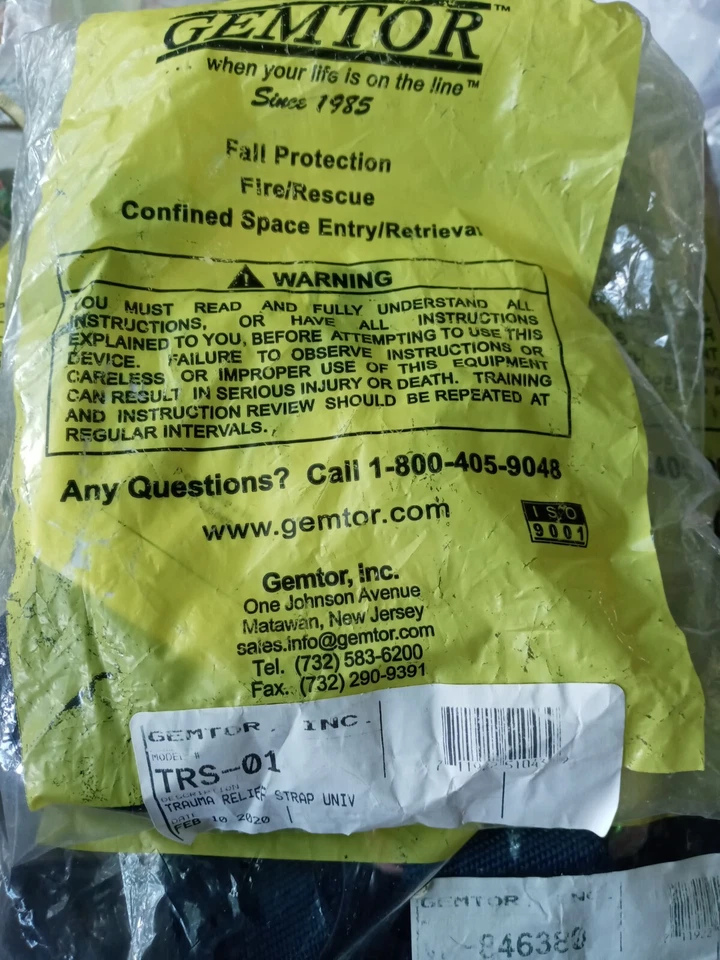 GEMTOR™
... when your life is on the line™
Since 1985
Fall Protection
Fire/Rescue
Confined Space Entry/Retrieval
WARNING
YOU MUST READ AND FULLY UNDERSTAND ALL
INSTRUCTIONS, OR HAVE ALL INSTRUCTIONS
EXPLAINED TO YOU, BEFORE ATTEMPTING TO USE THIS
DEVICE. FAILURE TO OBSERVE INSTRUCTIONS OR
CARELESS OR IMPROPER USE OF THIS EQUIPMENT
CAN RESULT IN SERIOUS INJURY OR DEATH. TRAINING
AND INSTRUCTION REVIEW SHOULD BE REPEATED AT
REGULAR INTERVALS.
Any Questions? Call 1-800-405-9048
www.gemtor.com
ISO
9001
Gemtor, Inc.
One Johnson Avenue
Matawan, New Jersey
sales.info@gemtor.com
Tel. (732) 583-6200
Fax. (732) 290-9391
GEMTOR, INC.
MODEL #
TRS-01
DESCRIPTION
TRAUMA RELIEF STRAP UNIV
DATE
FEB 10 2020
GEMTOR
846380